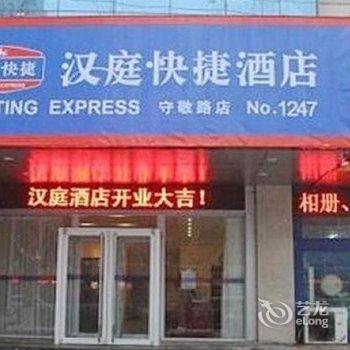 快捷
EXPRESS
汉庭快捷酒店
TING EXPRESS 守敬路店 No.1247
汉庭酒店开业大吉！
相册、
艺龙
eLong